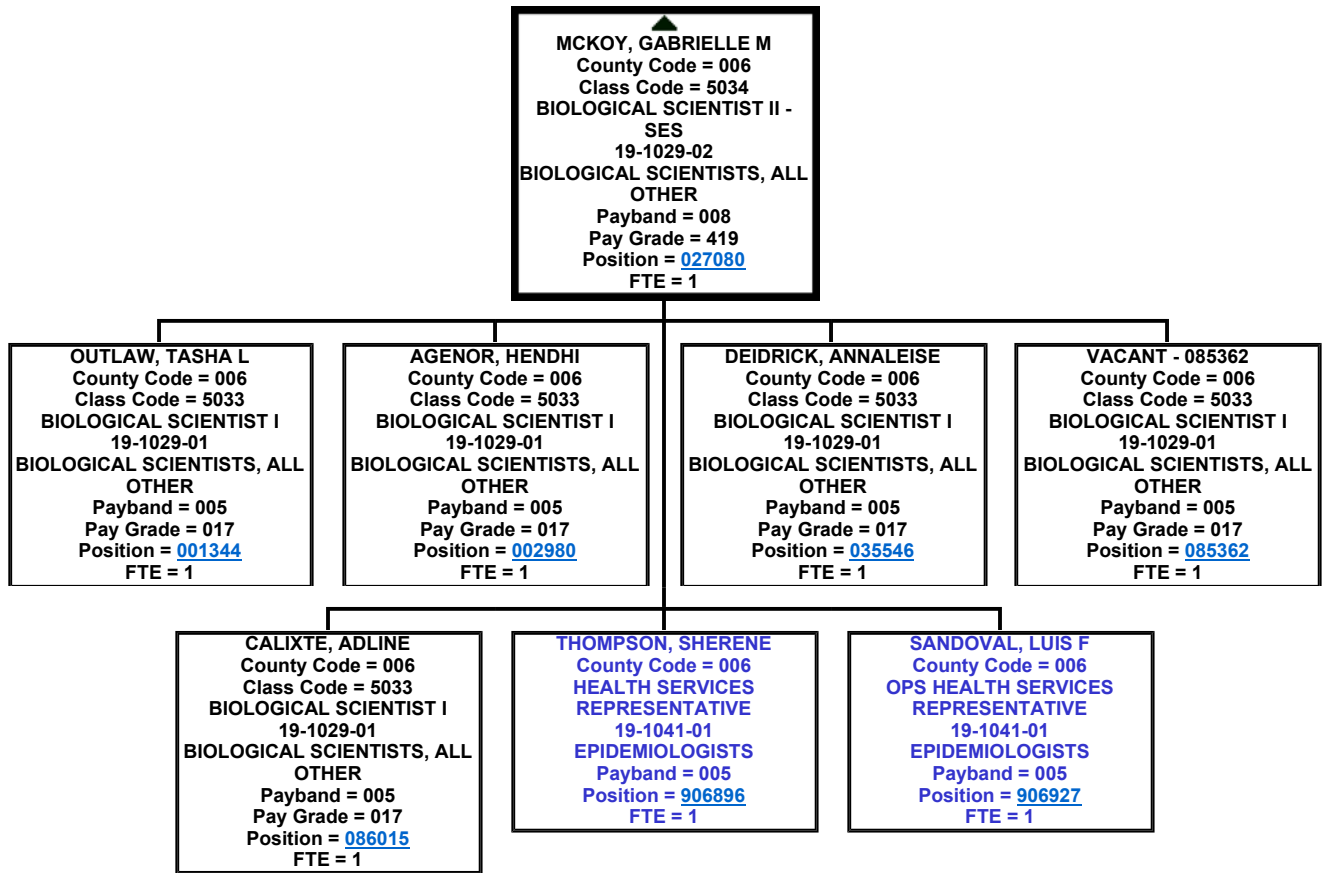 MCKOY, GABRIELLE M
County Code = 006
Class Code = 5034
BIOLOGICAL SCIENTIST II -
SES
19-1029-02
BIOLOGICAL SCIENTISTS, ALL
OTHER
Payband = 008
Pay Grade = 419
Position = 027080
FTE = 1
OUTLAW, TASHA L
County Code = 006
Class Code = 5033
BIOLOGICAL SCIENTIST I
19-1029-01
BIOLOGICAL SCIENTISTS, ALL
OTHER
Payband = 005
Pay Grade = 017
Position = 001344
FTE = 1
AGENOR, HENDHI
County Code = 006
Class Code = 5033
BIOLOGICAL SCIENTIST I
19-1029-01
BIOLOGICAL SCIENTISTS, ALL
OTHER
Payband = 005
Pay Grade = 017
Position = 002980
FTE = 1
DEIDRICK, ANNALEISE
County Code = 006
Class Code = 5033
BIOLOGICAL SCIENTIST I
19-1029-01
BIOLOGICAL SCIENTISTS, ALL
OTHER
Payband = 005
Pay Grade = 017
Position = 035546
FTE = 1
VACANT - 085362
County Code = 006
Class Code = 5033
BIOLOGICAL SCIENTIST I
19-1029-01
BIOLOGICAL SCIENTISTS, ALL
OTHER
Payband = 005
Pay Grade = 017
Position = 085362
FTE = 1
CALIXTE, ADLINE
County Code = 006
Class Code = 5033
BIOLOGICAL SCIENTIST I
19-1029-01
BIOLOGICAL SCIENTISTS, ALL
OTHER
Payband = 005
Pay Grade = 017
Position = 086015
FTE = 1
THOMPSON, SHERENE
County Code = 006
HEALTH SERVICES
REPRESENTATIVE
19-1041-01
EPIDEMIOLOGISTS
Payband = 005
Position = 906896
FTE = 1
SANDOVAL, LUIS F
County Code = 006
OPS HEALTH SERVICES
REPRESENTATIVE
19-1041-01
EPIDEMIOLOGISTS
Payband = 005
Position = 906927
FTE = 1